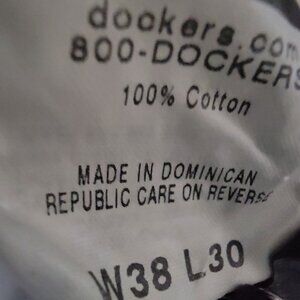 dockers.com
800-DOCKERS
100% Cotton
MADE IN DOMINICAN
REPUBLIC CARE ON REVERSE
W38 L30